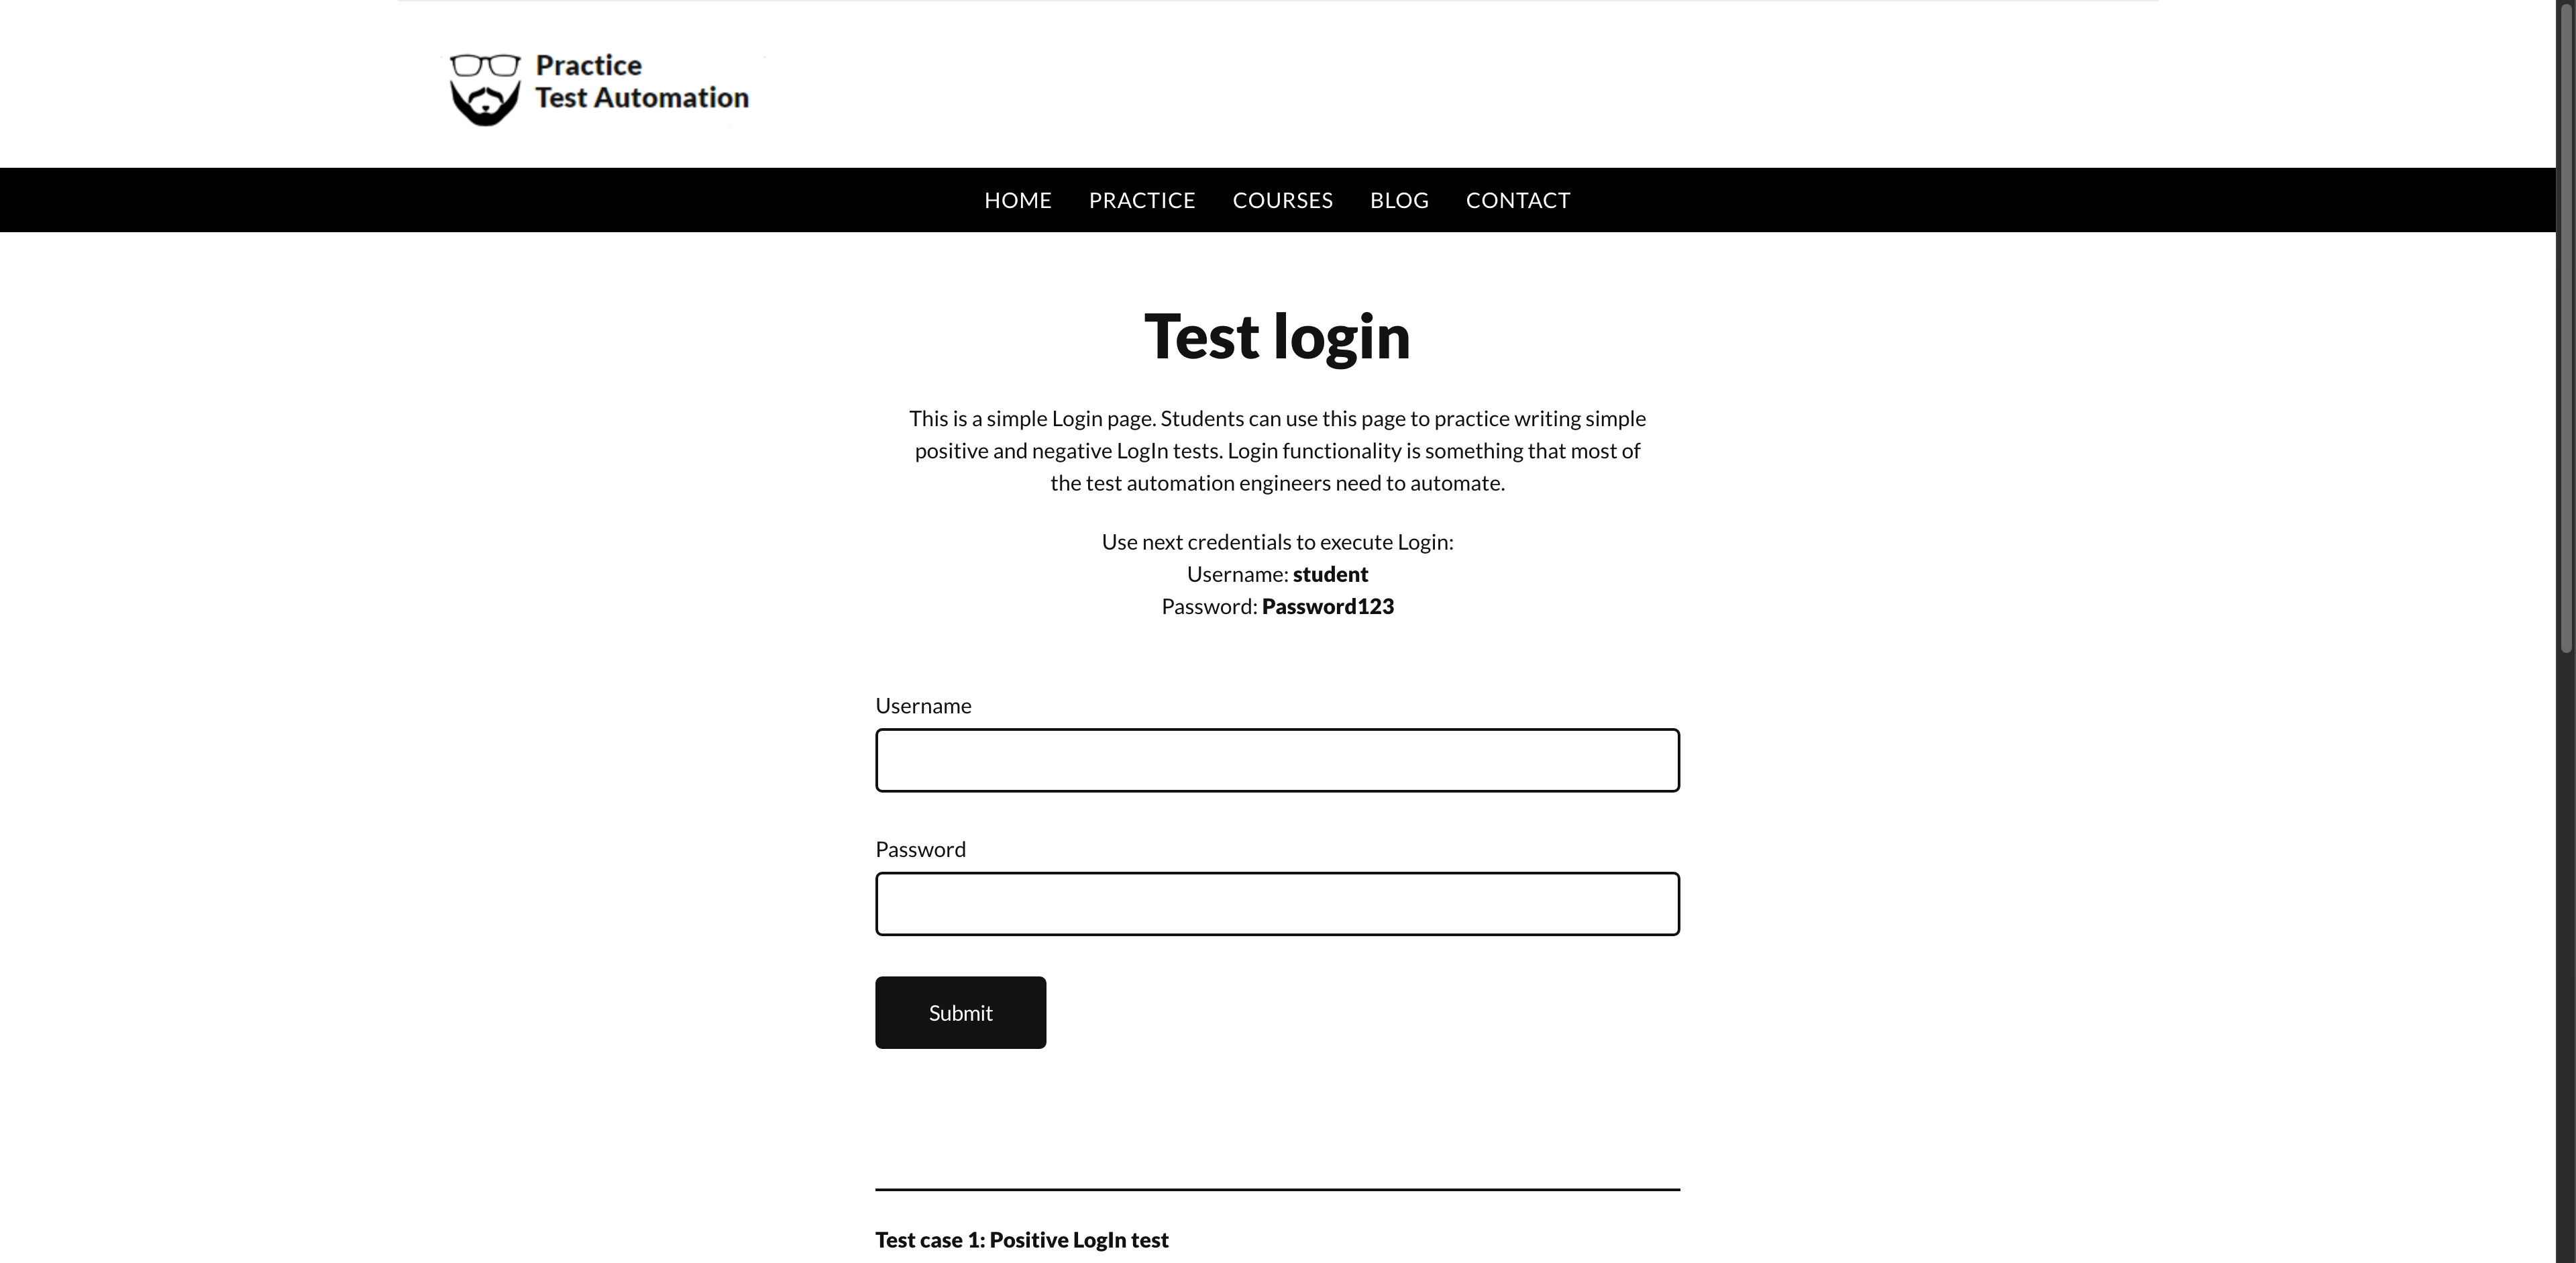 Practice
Test Automation
HOME PRACTICE COURSES BLOG CONTACT
Test login
This is a simple Login page. Students can use this page to practice writing simple
positive and negative LogIn tests. Login functionality is something that most of
the test automation engineers need to automate.
Use next credentials to execute Login:
Username: student
Password: Password123
Username
Password
Submit
Test case 1: Positive LogIn test